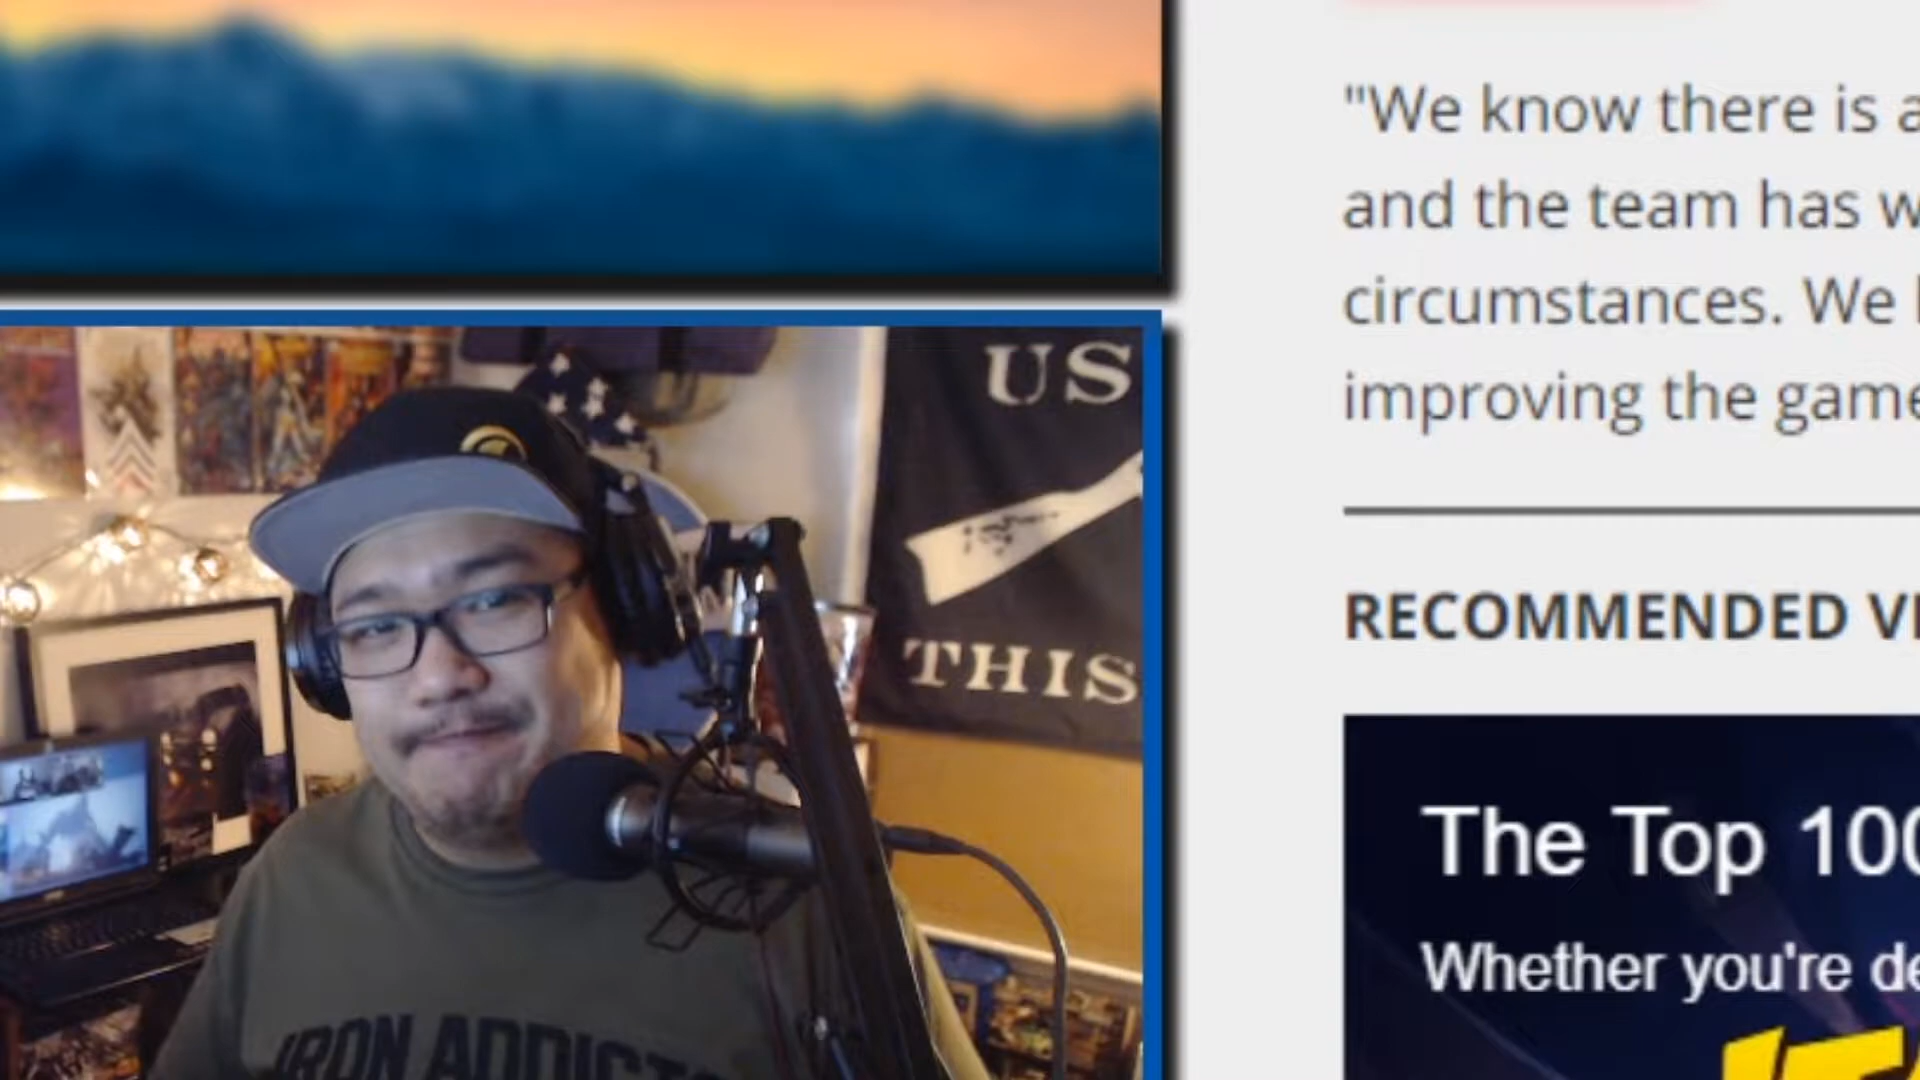 "We know there is a
and the team has w
circumstances. We
improving the game
RECOMMENDED VI
The Top 100
Whether you're de
US
THIS
IRON ADDICTS